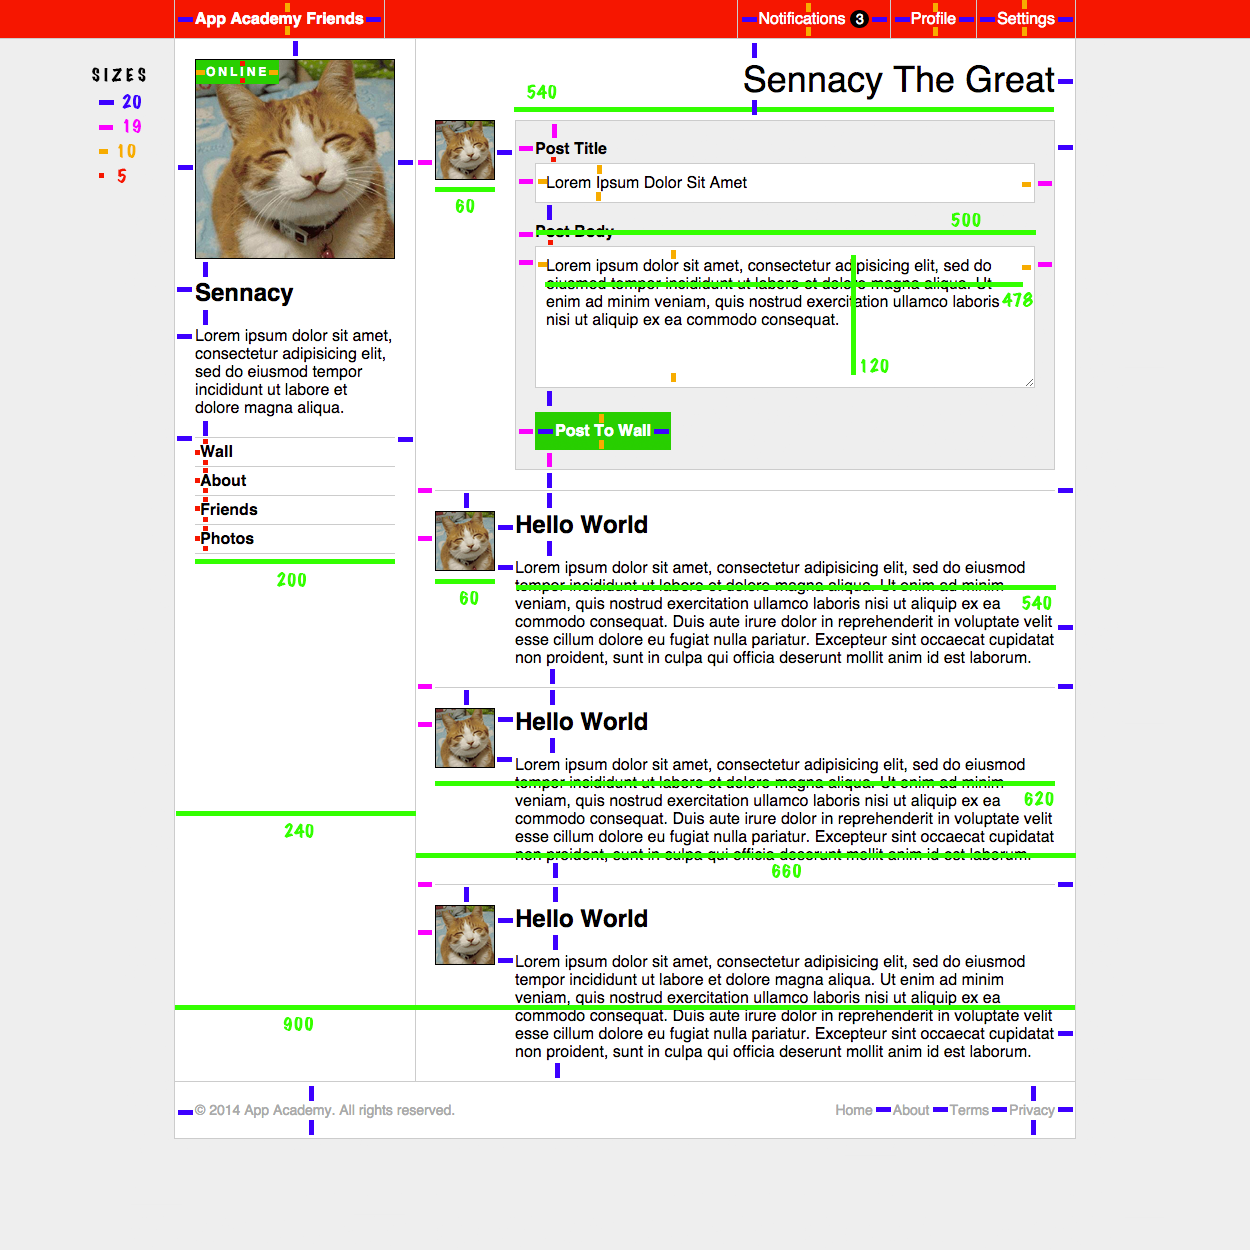 App Academy Friends
Notifications 3
Profile
Settings
SIZES
20
19
10
5
ONLINE
Sennacy
Lorem ipsum dolor sit amet,
consectetur adipisicing elit,
sed do eiusmod tempor
incididunt ut labore et
dolore magna aliqua.
Wall
About
Friends
Photos
200
240
900
Sennacy The Great
540
60
Post Title
Lorem Ipsum Dolor Sit Amet
500
Post Body
Lorem ipsum dolor sit amet, consectetur adipisicing elit, sed do
eiusmod tempor incididunt ut labore et dolore magna aliqua. Ut
enim ad minim veniam, quis nostrud exercitation ullamco laboris
478
nisi ut aliquip ex ea commodo consequat.
120
Post To Wall
Hello World
Lorem ipsum dolor sit amet, consectetur adipisicing elit, sed do eiusmod
tempor incididunt ut labore et dolore magna aliqua. Ut enim ad minim
veniam, quis nostrud exercitation ullamco laboris nisi ut aliquip ex ea
commodo consequat. Duis aute irure dolor in reprehenderit in voluptate velit
esse cillum dolore eu fugiat nulla pariatur. Excepteur sint occaecat cupidatat
non proident, sunt in culpa qui officia deserunt mollit anim id est laborum.
60
540
Hello World
Lorem ipsum dolor sit amet, consectetur adipisicing elit, sed do eiusmod
tempor incididunt ut labore et dolore magna aliqua. Ut enim ad minim
veniam, quis nostrud exercitation ullamco laboris nisi ut aliquip ex ea
commodo consequat. Duis aute irure dolor in reprehenderit in voluptate velit
esse cillum dolore eu fugiat nulla pariatur. Excepteur sint occaecat cupidatat
non proident, sunt in culpa qui officia deserunt mollit anim id est laborum.
620
660
Hello World
Lorem ipsum dolor sit amet, consectetur adipisicing elit, sed do eiusmod
tempor incididunt ut labore et dolore magna aliqua. Ut enim ad minim
veniam, quis nostrud exercitation ullamco laboris nisi ut aliquip ex ea
commodo consequat. Duis aute irure dolor in reprehenderit in voluptate velit
esse cillum dolore eu fugiat nulla pariatur. Excepteur sint occaecat cupidatat
non proident, sunt in culpa qui officia deserunt mollit anim id est laborum.
© 2014 App Academy. All rights reserved.
Home About Terms Privacy